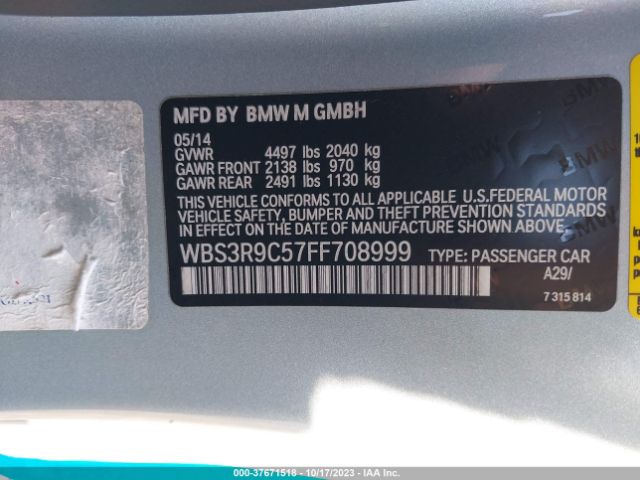 MFD BY BMW M GMBH
05/14
GVWR 4497 lbs 2040 kg
GAWR FRONT 2138 lbs 970 kg
GAWR REAR 2491 lbs 1130 kg
THIS VEHICLE CONFORMS TO ALL APPLICABLE U.S.FEDERAL MOTOR
VEHICLE SAFETY, BUMPER AND THEFT PREVENTION STANDARDS
IN EFFECT ON THE DATE OF MANUFACTURE SHOWN ABOVE.
WBS3R9C57FF708999 TYPE: PASSENGER CAR
A29/
7 315 814
BMW
BMW
000-37671518 - 10/17/2023 - IAA Inc.